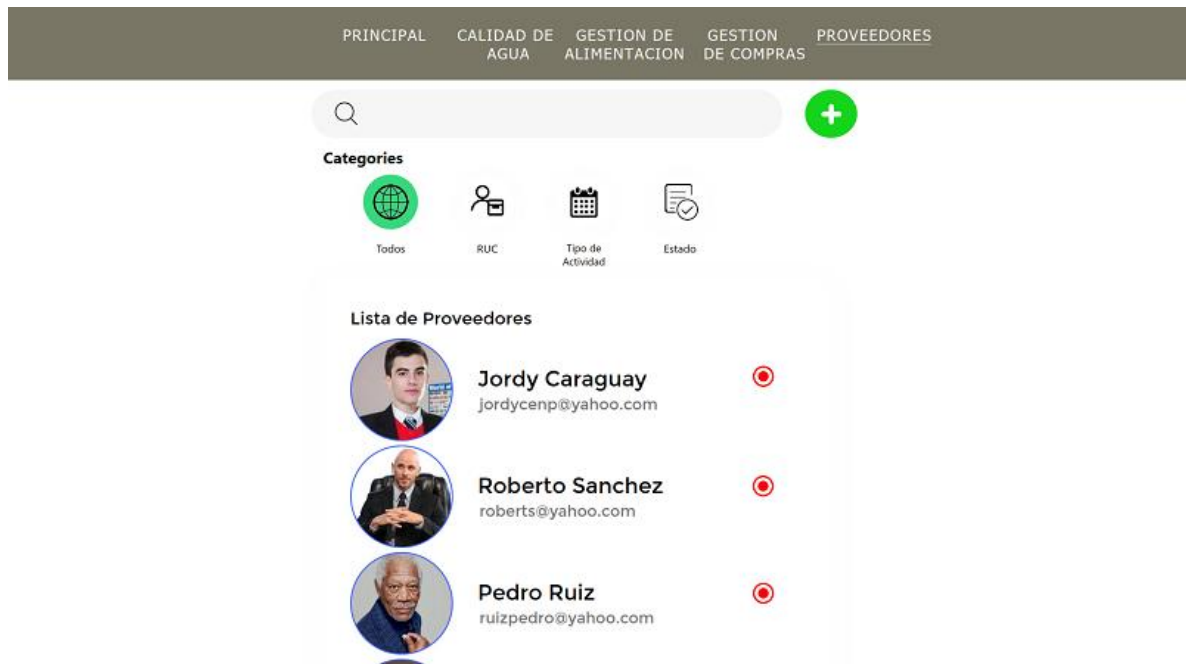 PRINCIPAL
CALIDAD DE
AGUA
GESTION DE
ALIMENTACION
GESTION
DE COMPRAS
PROVEEDORES
Categories
Todos
RUC
Tipo de
Actividad
Estado
Lista de Proveedores
Jordy Caraguay
jordycenp@yahoo.com
Roberto Sanchez
roberts@yahoo.com
Pedro Ruiz
ruizpedro@yahoo.com